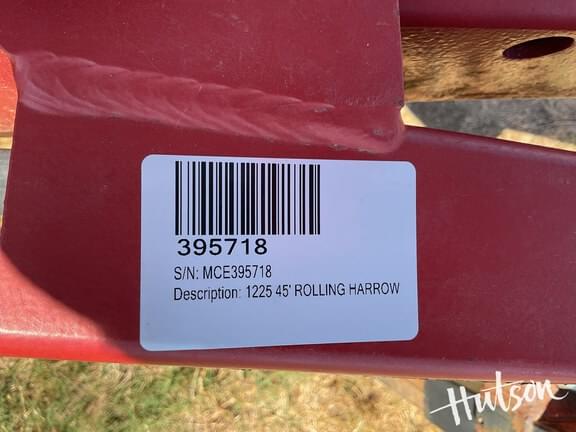 395718
S/N: MCE395718
Description: 1225 45' ROLLING HARROW
Hutson